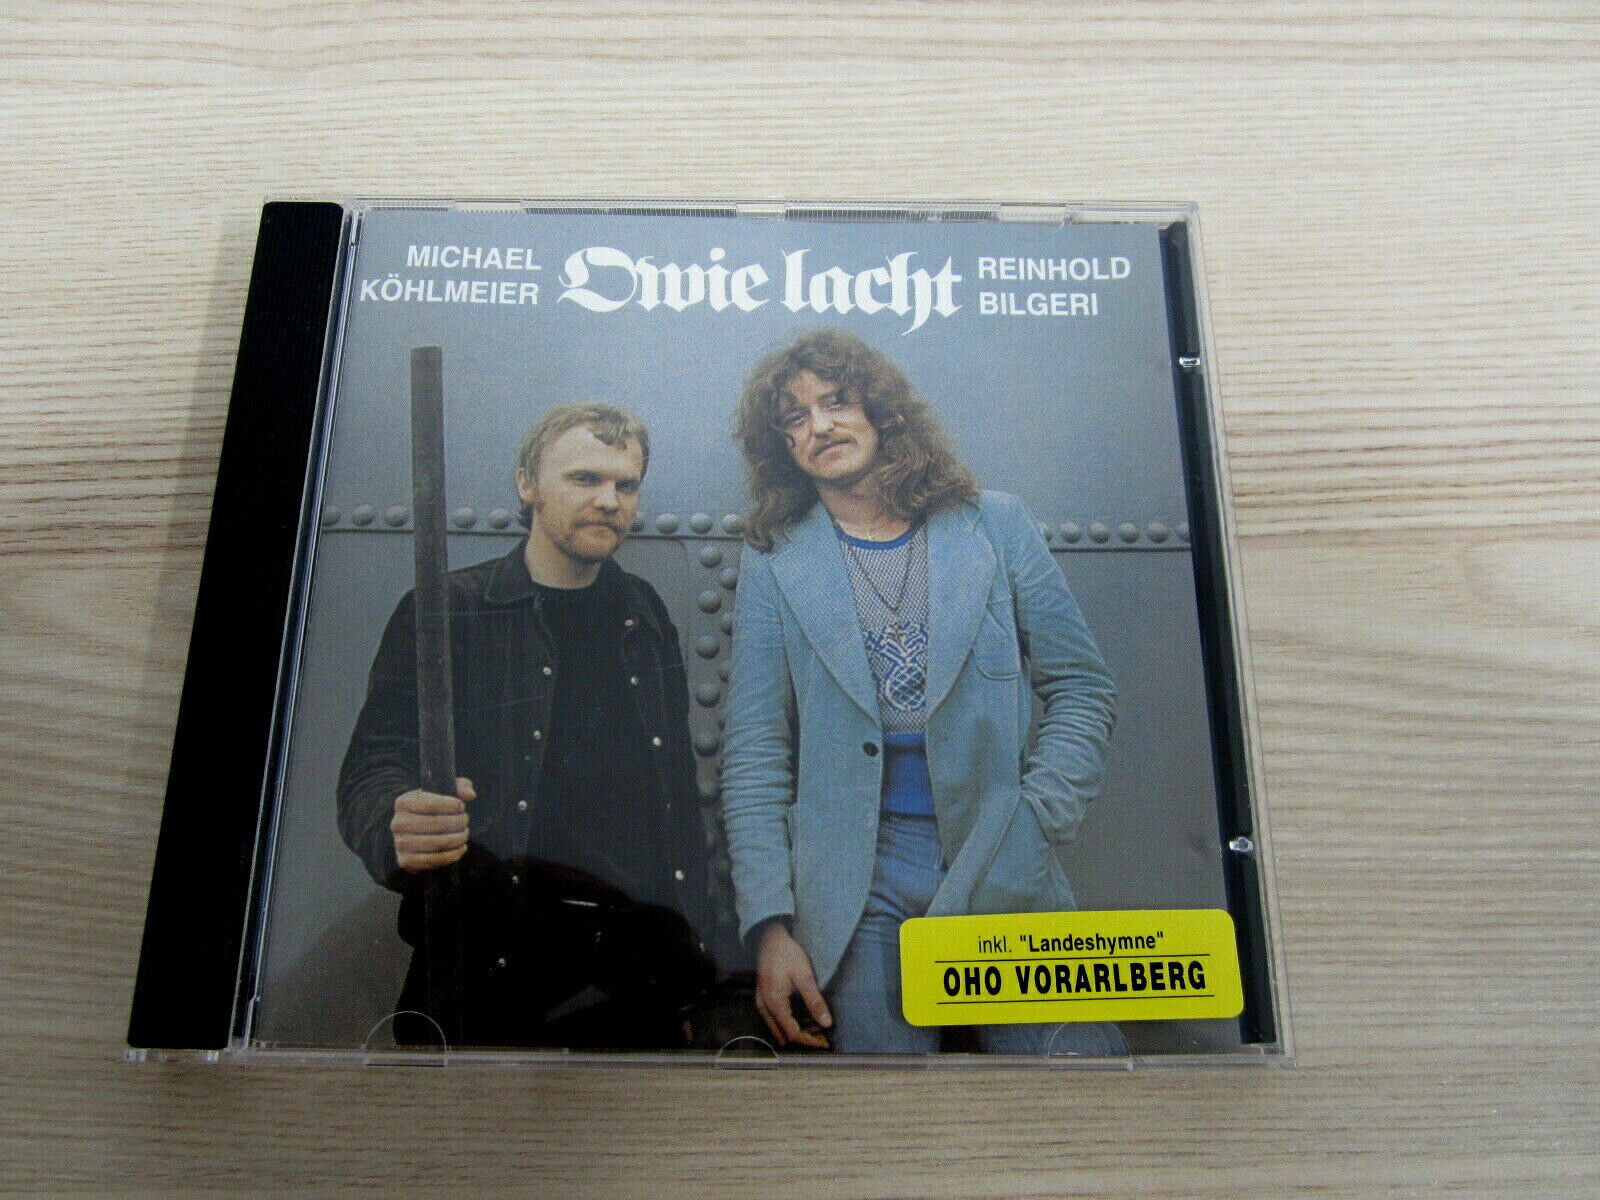 MICHAEL
KÖHLMEIER
Owie lacht
REINHOLD
BILGERI
inkl. "Landeshymne"
OHO VORARLBERG